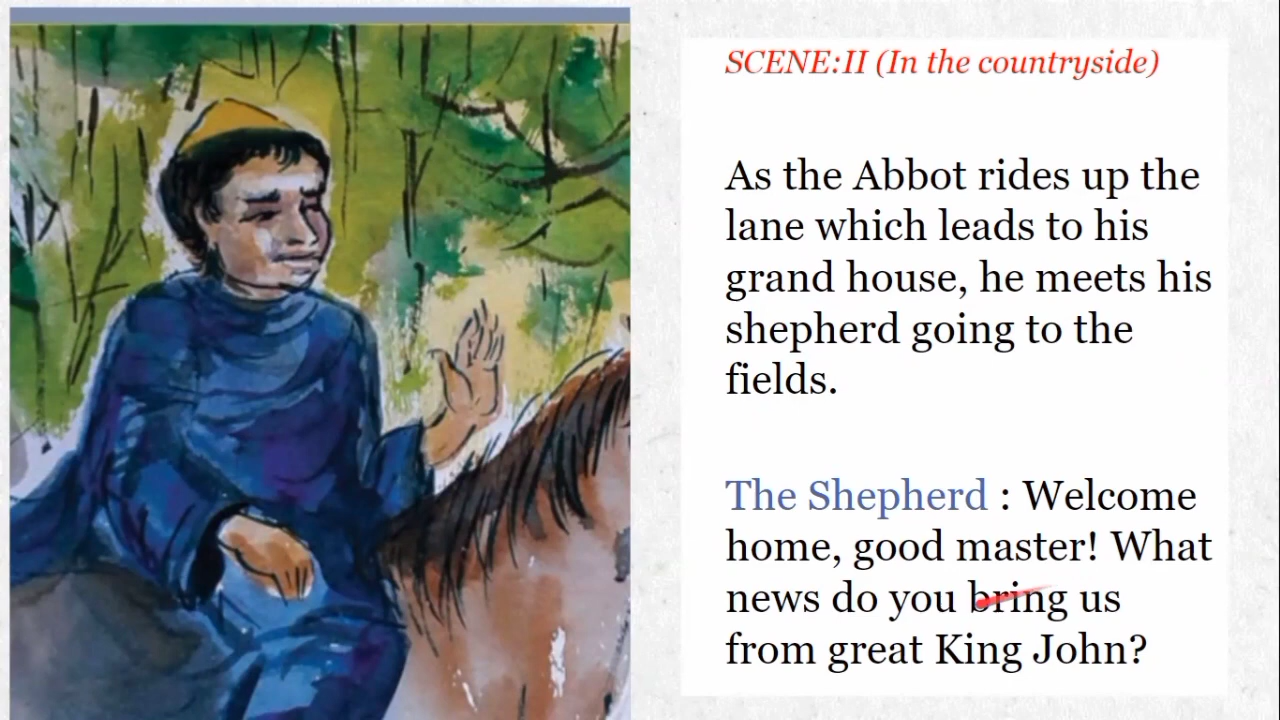 SCENE:II (In the countryside)
As the Abbot rides up the
lane which leads to his
grand house, he meets his
shepherd going to the
fields.
The Shepherd : Welcome
home, good master! What
news do you bring us
from great King John?